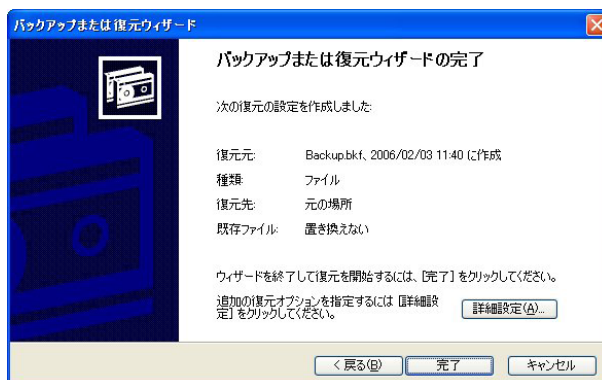 バックアップまたは復元ウィザード
バックアップまたは復元ウィザードの完了
次の復元の設定を作成しました:
復元元: Backup.bkf、2006/02/03 11:40 に作成
種類: ファイル
復元先: 元の場所
既存ファイル: 置き換えない
ウィザードを終了して復元を開始するには、[完了] をクリックしてください。
追加の復元オプションを指定するには [詳細設
定] をクリックしてください。
詳細設定(A)...
< 戻る(B)
完了
キャンセル